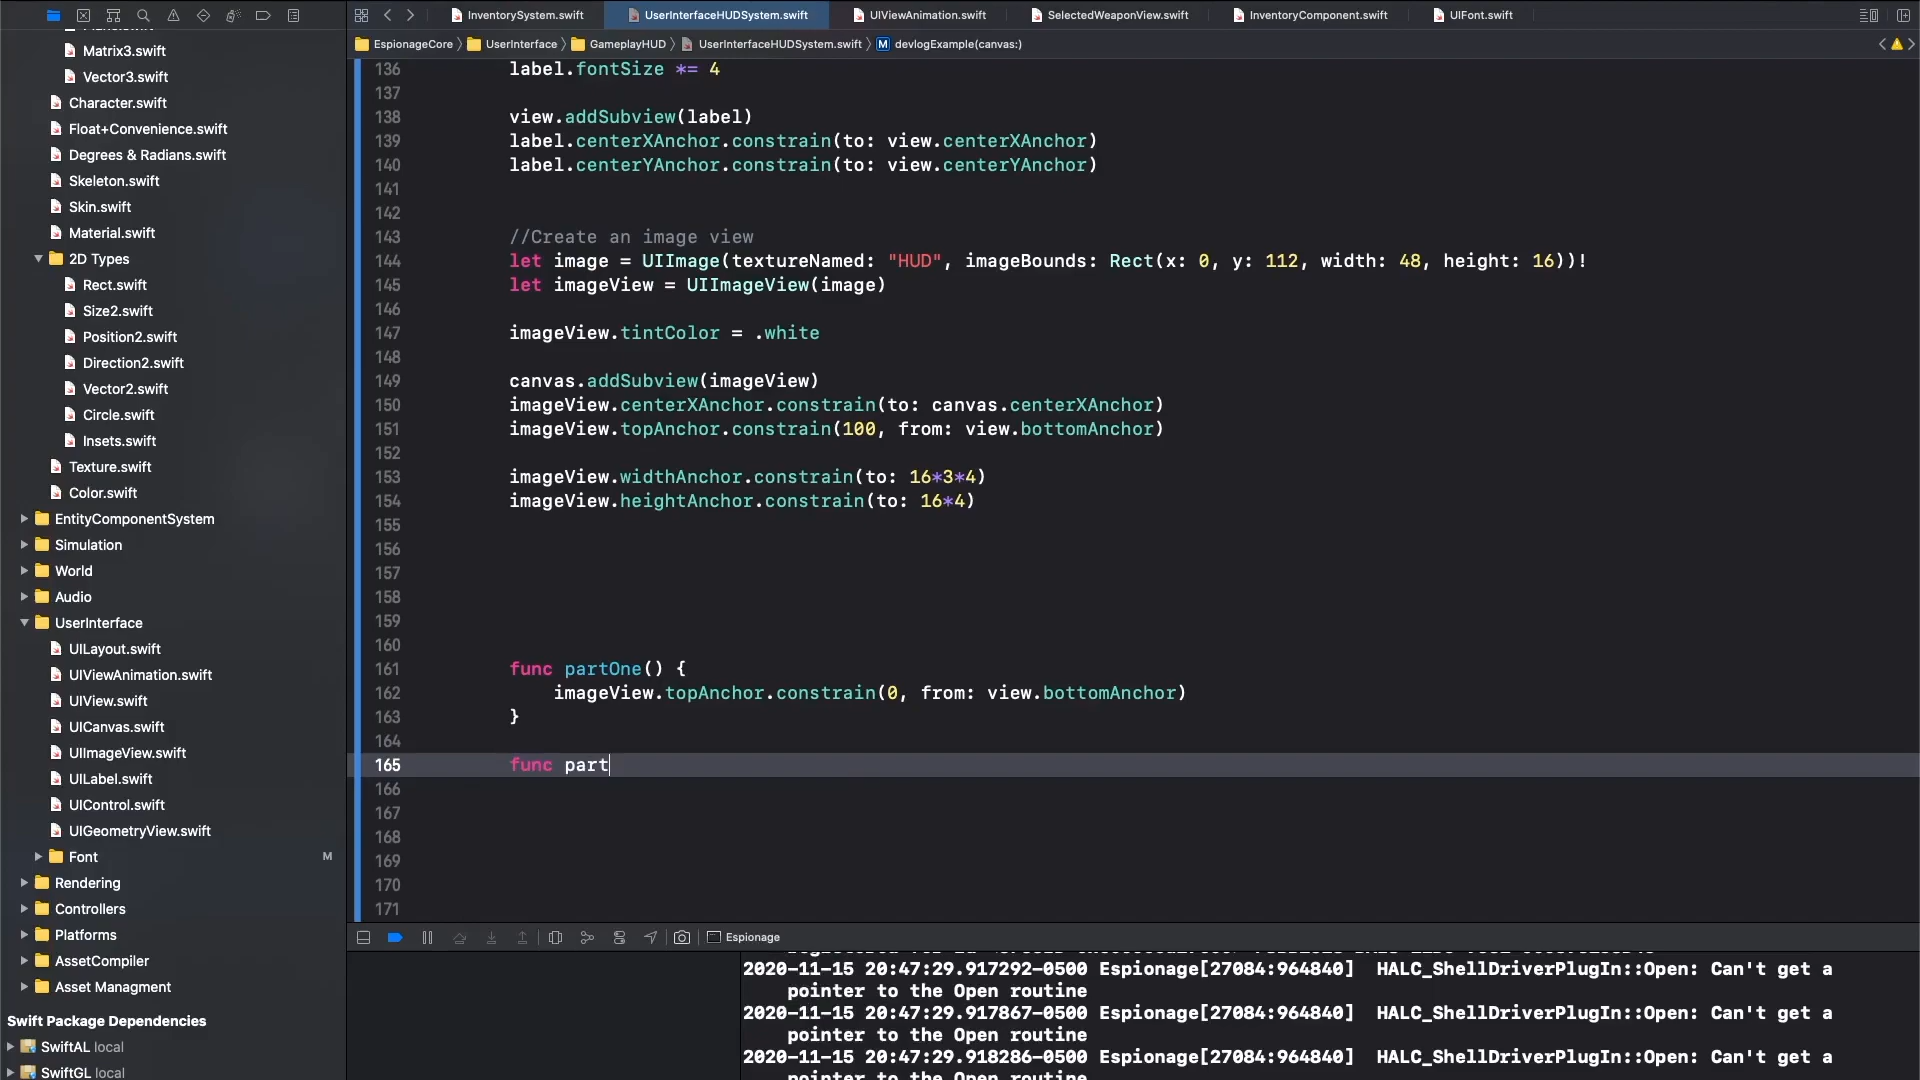 InventorySystem.swift
UserInterfaceHUDSystem.swift
UIViewAnimation.swift
SelectedWeaponView.swift
InventoryComponent.swift
UIFont.swift
EspionageCore
UserInterface
GameplayHUD
UserInterfaceHUDSystem.swift
M devlogExample(canvas:)
Matrix3.swift
Vector3.swift
Character.swift
Float+Convenience.swift
Degrees & Radians.swift
Skeleton.swift
Skin.swift
Material.swift
2D Types
Rect.swift
Size2.swift
Position2.swift
Direction2.swift
Vector2.swift
Circle.swift
Insets.swift
Texture.swift
Color.swift
EntityComponentSystem
Simulation
World
Audio
UserInterface
UILayout.swift
UIViewAnimation.swift
UIView.swift
UICanvas.swift
UIImageView.swift
UILabel.swift
UIControl.swift
UIGeometryView.swift
Font M
Rendering
Controllers
Platforms
AssetCompiler
Asset Managment
Swift Package Dependencies
SwiftAL local
SwiftGL local
136 label.fontSize *= 4
137
138 view.addSubview(label)
139 label.centerXAnchor.constrain(to: view.centerXAnchor)
140 label.centerYAnchor.constrain(to: view.centerYAnchor)
141
142
143 //Create an image view
144 let image = UIImage(textureNamed: "HUD", imageBounds: Rect(x: 0, y: 112, width: 48, height: 16))!
145 let imageView = UIImageView(image)
146
147 imageView.tintColor = .white
148
149 canvas.addSubview(imageView)
150 imageView.centerXAnchor.constrain(to: canvas.centerXAnchor)
151 imageView.topAnchor.constrain(100, from: view.bottomAnchor)
152
153 imageView.widthAnchor.constrain(to: 16*3*4)
154 imageView.heightAnchor.constrain(to: 16*4)
155
156
157
158
159
160
161 func partOne() {
162 imageView.topAnchor.constrain(0, from: view.bottomAnchor)
163 }
164
165 func part
166
167
168
169
170
171
Espionage
2020-11-15 20:47:29.917292-0500 Espionage[27084:964840] HALC_ShellDriverPlugIn::Open: Can't get a
pointer to the Open routine
2020-11-15 20:47:29.917867-0500 Espionage[27084:964840] HALC_ShellDriverPlugIn::Open: Can't get a
pointer to the Open routine
2020-11-15 20:47:29.918286-0500 Espionage[27084:964840] HALC_ShellDriverPlugIn::Open: Can't get a
pointer to the Open routine